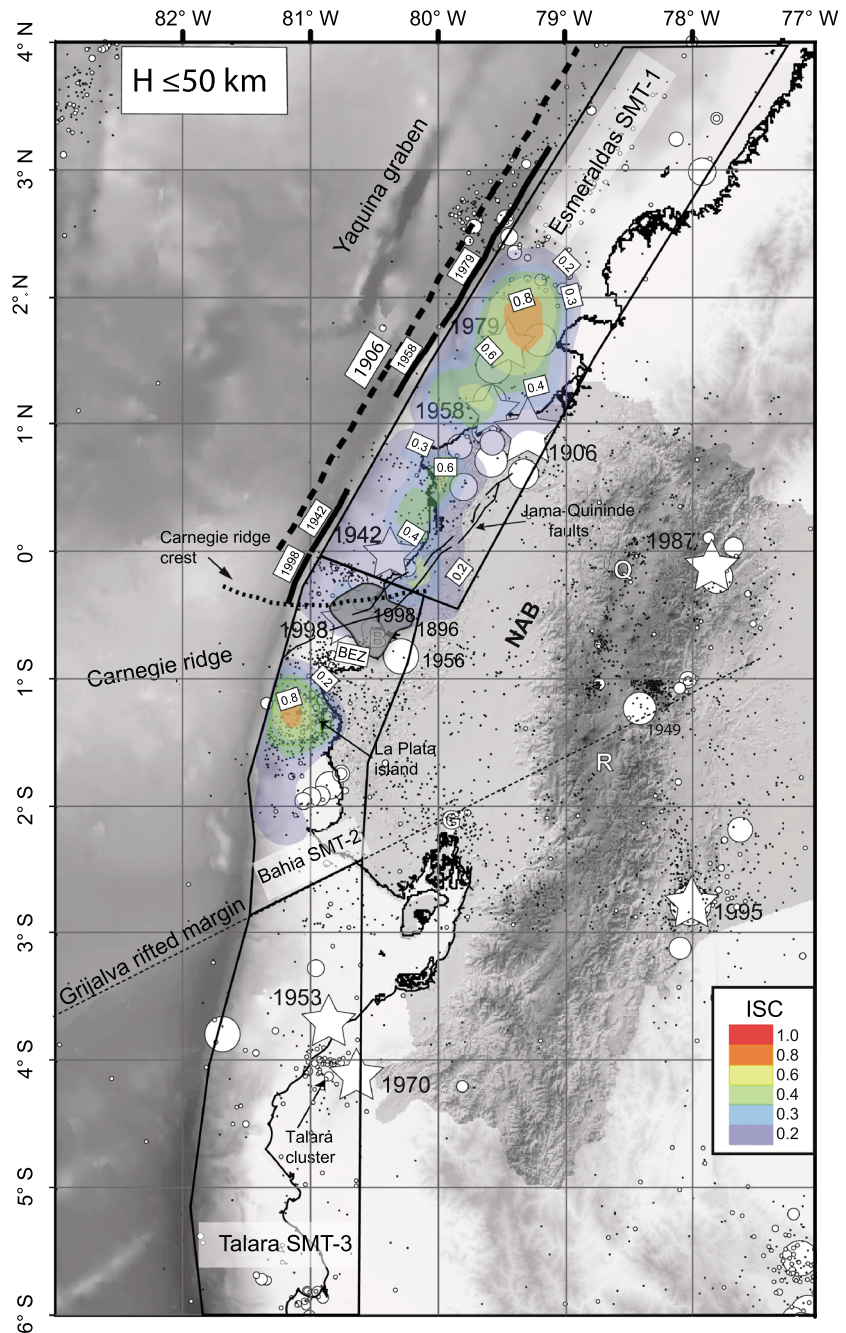 82° W
81° W
80° W
79° W
78° W
77° W
4° N
H ≤50 km
Esmeraldas SMT-1
Yaquina graben
3° N
1979
0.2
0.3
2° N
0.8
1979
1906
1958
0.6
0.4
1958
1° N
0.3
1906
0.6
1942
Jama-Quininde
faults
Carnegie ridge
crest
1942
0.4
1987
0°
1998
0.2
Q
NAB
1998
1998
B
1896
BEZ
1956
Carnegie ridge
0.2
1° S
C
0.8
1949
La Plata
island
R
2° S
G
Bahia SMT-2
1995
3° S
Grijalva rifted margin
1953
ISC
1.0
0.8
0.6
0.4
0.3
0.2
4° S
1970
Talara
cluster
5° S
Talara SMT-3
6° S